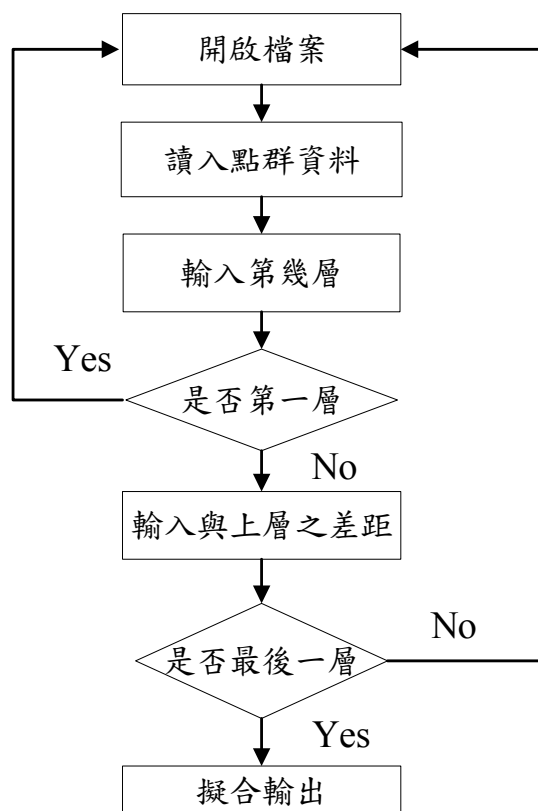 開啟檔案
讀入點群資料
輸入第幾層
Yes
是否第一層
No
輸入與上層之差距
No
是否最後一層
Yes
擬合輸出